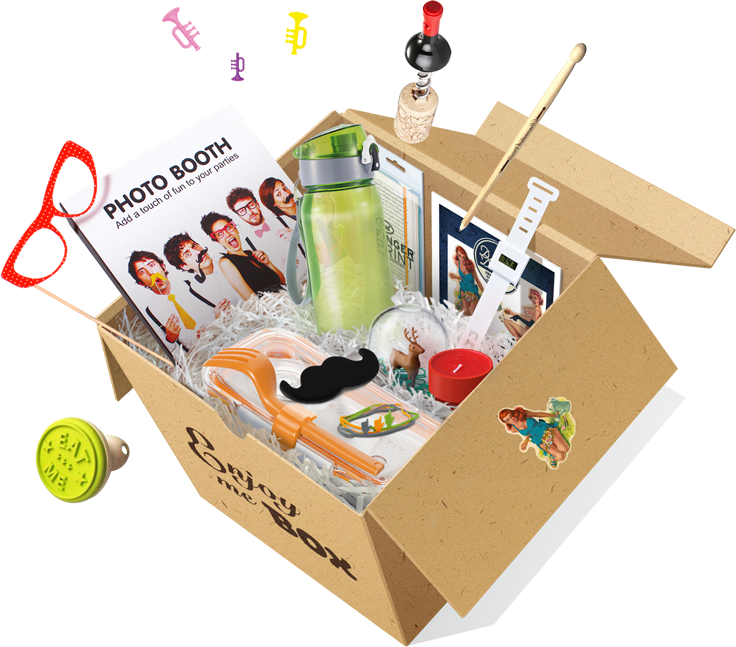 PHOTO BOOTH
Add a touch of fun to your parties
EAT
ME
Enjoy
me BOX